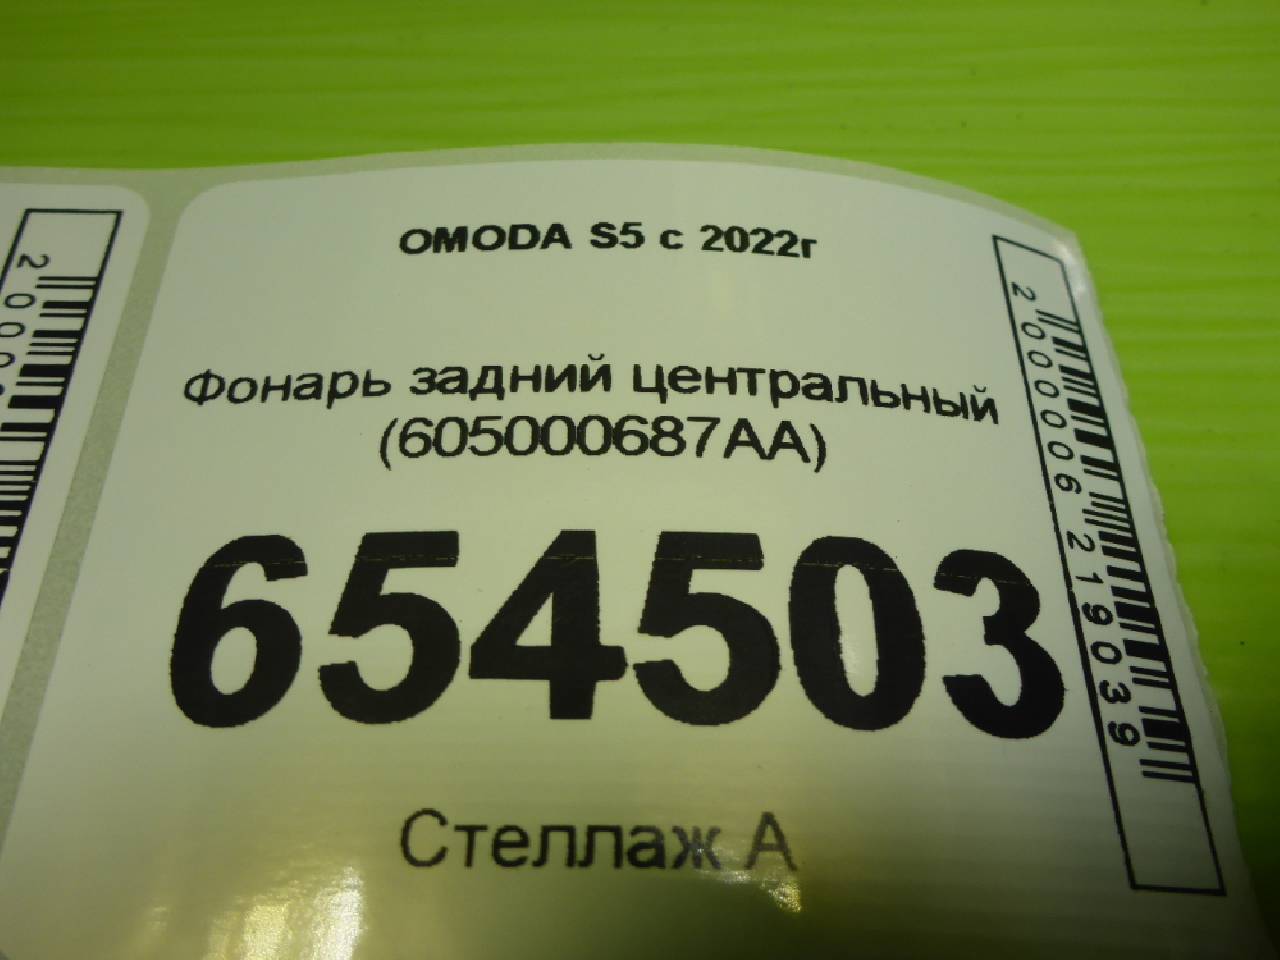 OMODA S5 с 2022г
Фонарь задний центральный
(605000687AA)
654503
Стеллаж А
2000006219039